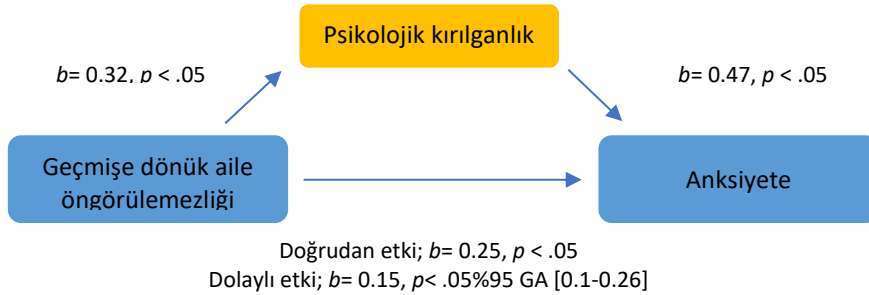 Psikolojik kırılganlık
b= 0.32, p < .05
b= 0.47, p < .05
Geçmişe dönük aile
öngörülemezliği
Anksiyete
Doğrudan etki; b= 0.25, p < .05
Dolaylı etki; b= 0.15, p< .05%95 GA [0.1-0.26]